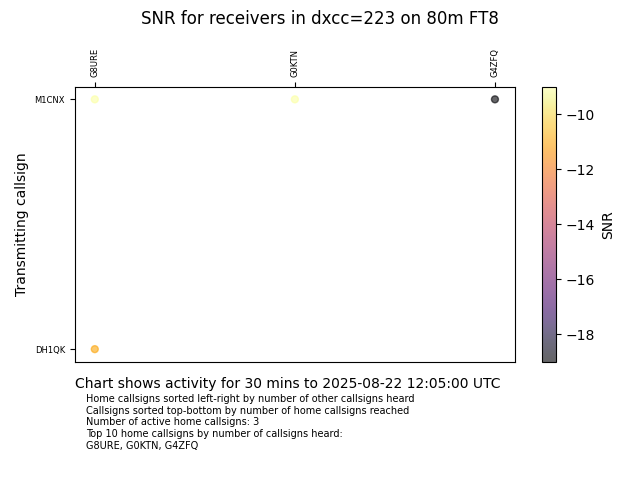 SNR for receivers in dxcc=223 on 80m FT8
G8URE
G0KTN
G4ZFQ
M1CNX
DH1QK
Transmitting callsign
−10
−12
−14
−16
−18
SNR
Chart shows activity for 30 mins to 2025-08-22 12:05:00 UTC
Home callsigns sorted left-right by number of other callsigns heard
Callsigns sorted top-bottom by number of home callsigns reached
Number of active home callsigns: 3
Top 10 home callsigns by number of callsigns heard:
G8URE, G0KTN, G4ZFQ